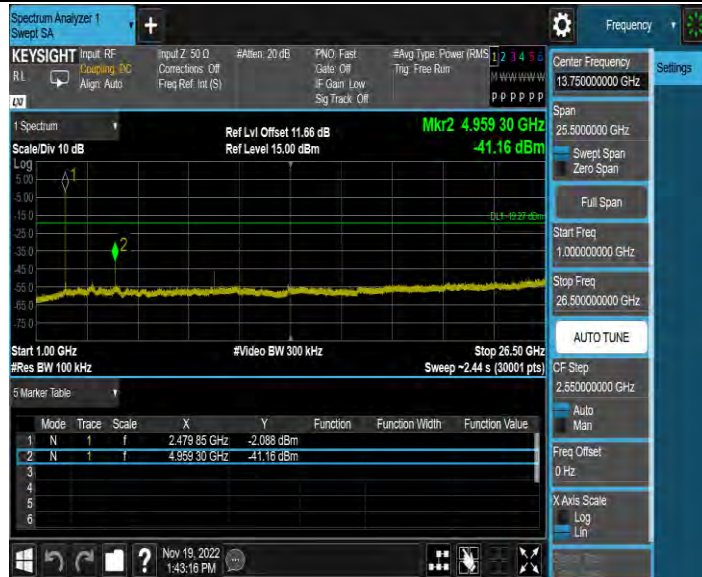 Spectrum Analyzer 1
Swept SA
Frequency
KEYSIGHT
RL
LXI
Input: RF
Coupling: DC
Align: Auto
Input Z: 50 Ω
Corrections: Off
Freq Ref: Int (S)
#Atten: 20 dB
PNO: Fast
Gate: Off
IF Gain: Low
Sig Track: Off
#Avg Type: Power (RMS
Trig: Free Run
1 2 3 4 5 6
M W W W W W
P P P P P P
Center Frequency
13.750000000 GHz
Settings
Span
25.5000000 GHz
Swept Span
Zero Span
Full Span
Start Freq
1.000000000 GHz
Stop Freq
26.500000000 GHz
AUTO TUNE
CF Step
2.550000000 GHz
Auto
Man
Freq Offset
0 Hz
X Axis Scale
Log
Lin
1 Spectrum
Scale/Div 10 dB
Ref Lvl Offset 11.66 dB
Ref Level 15.00 dBm
Mkr2 4.959 30 GHz
-41.16 dBm
Log
5.00
-5.00
-15.0
-25.0
-35.0
-45.0
-55.0
-65.0
-75.0
1
2
DL1 -19.27 dBm
Start 1.00 GHz
#Res BW 100 kHz
#Video BW 300 kHz
Stop 26.50 GHz
Sweep ~2.44 s (30001 pts)
5 Marker Table
Mode Trace Scale X Y Function Function Width Function Value
1 N 1 f 2.479 85 GHz -2.088 dBm
2 N 1 f 4.959 30 GHz -41.16 dBm
3
4
5
6
Nov 19, 2022
1:43:16 PM